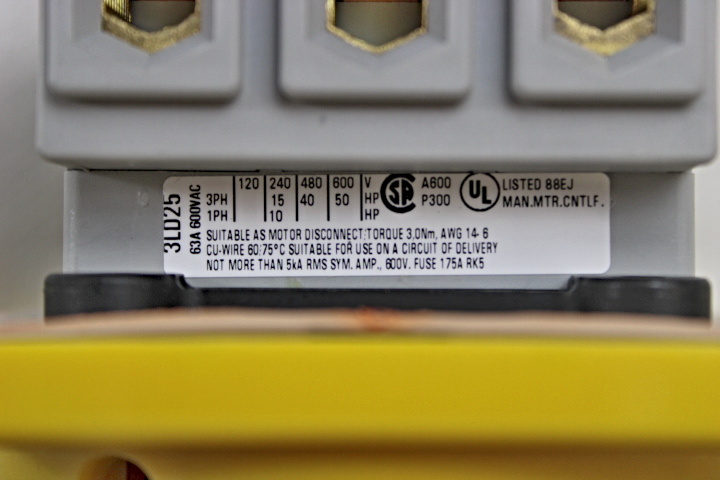 3LD25
63A 600VAC
120 240 480 600 V
3PH 15 40 50 HP
1PH 10 HP
SA
A600
P300
UL
LISTED 88EJ
MAN.MTR.CNTLF.
SUITABLE AS MOTOR DISCONNECT:TORQUE 3.0Nm, AWG 14- 6
CU-WIRE 60:75°C SUITABLE FOR USE ON A CIRCUIT OF DELIVERY
NOT MORE THAN 5kA RMS SYM. AMP., 600V. FUSE 175A RK5